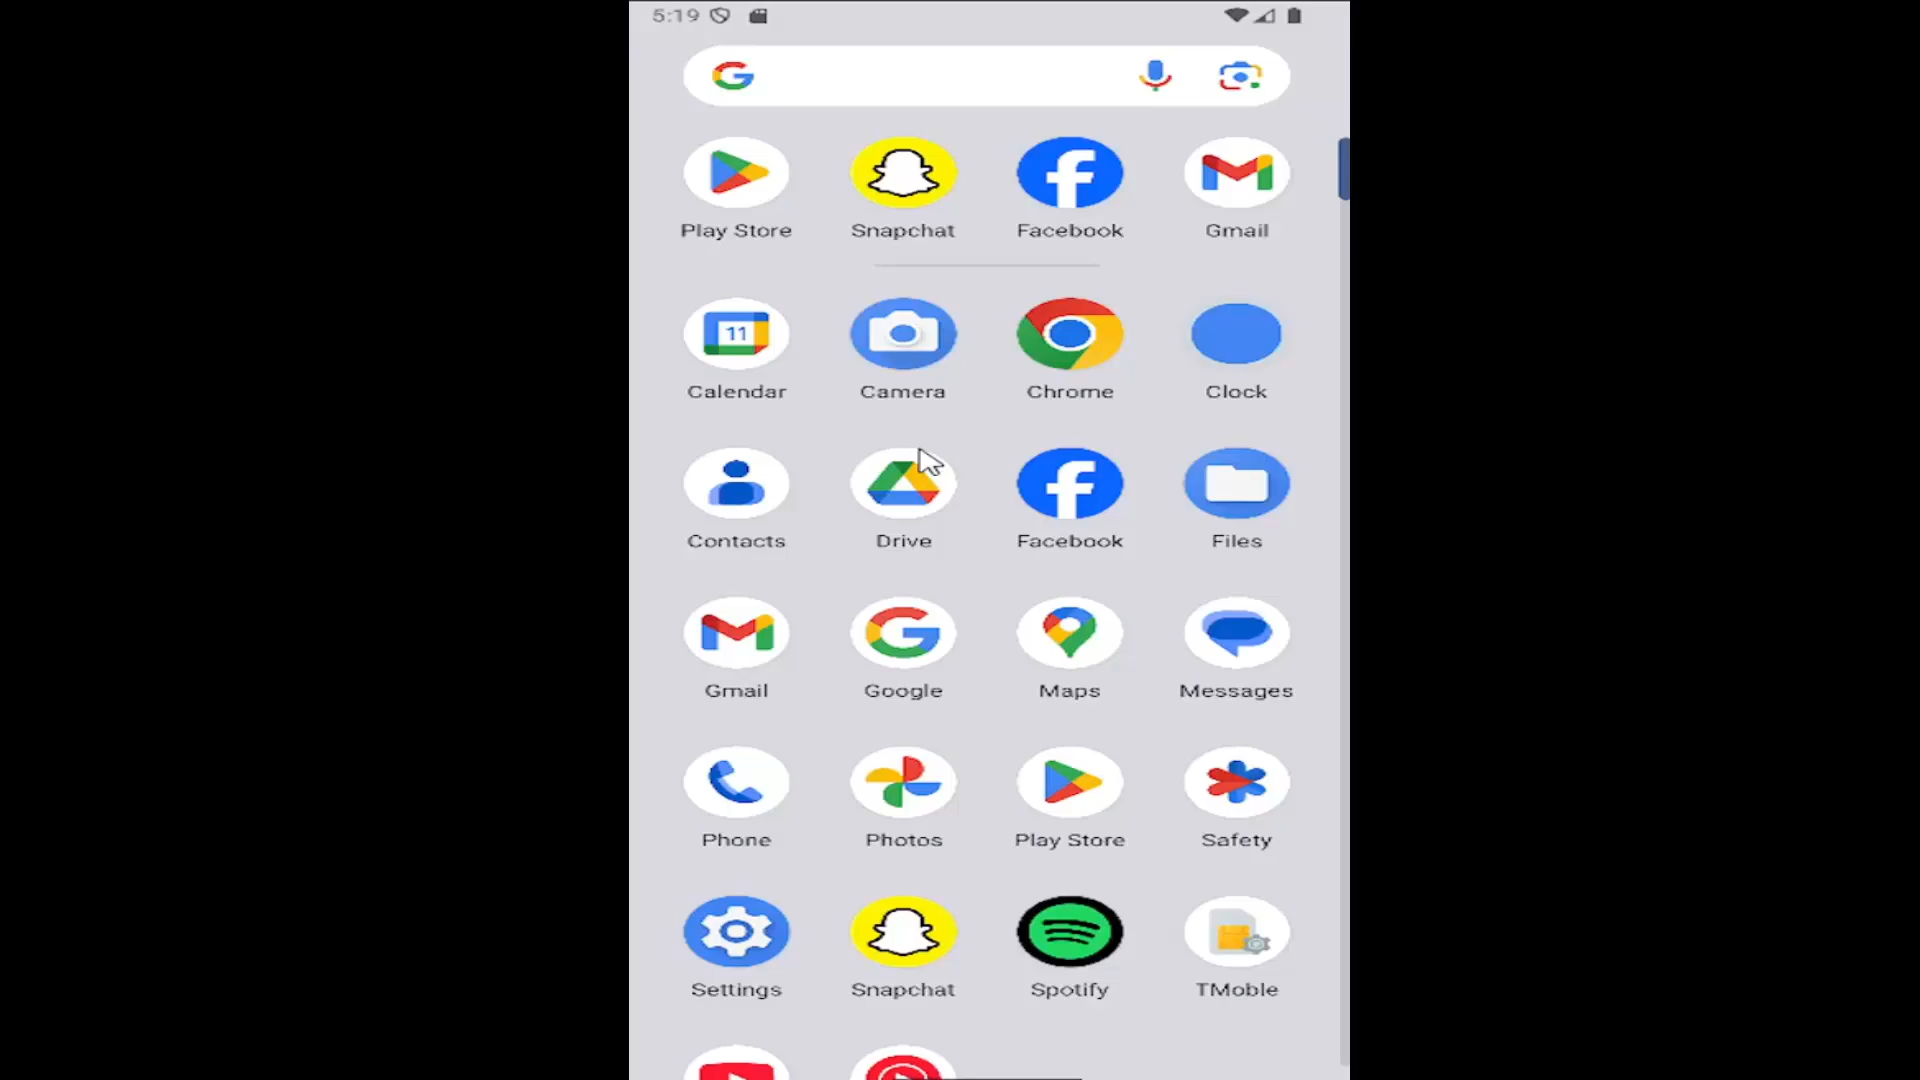 5:19
Play Store Snapchat Facebook Gmail
11
Calendar Camera Chrome Clock
Contacts Drive Facebook Files
Gmail Google Maps Messages
Phone Photos Play Store Safety
Settings Snapchat Spotify TMoble